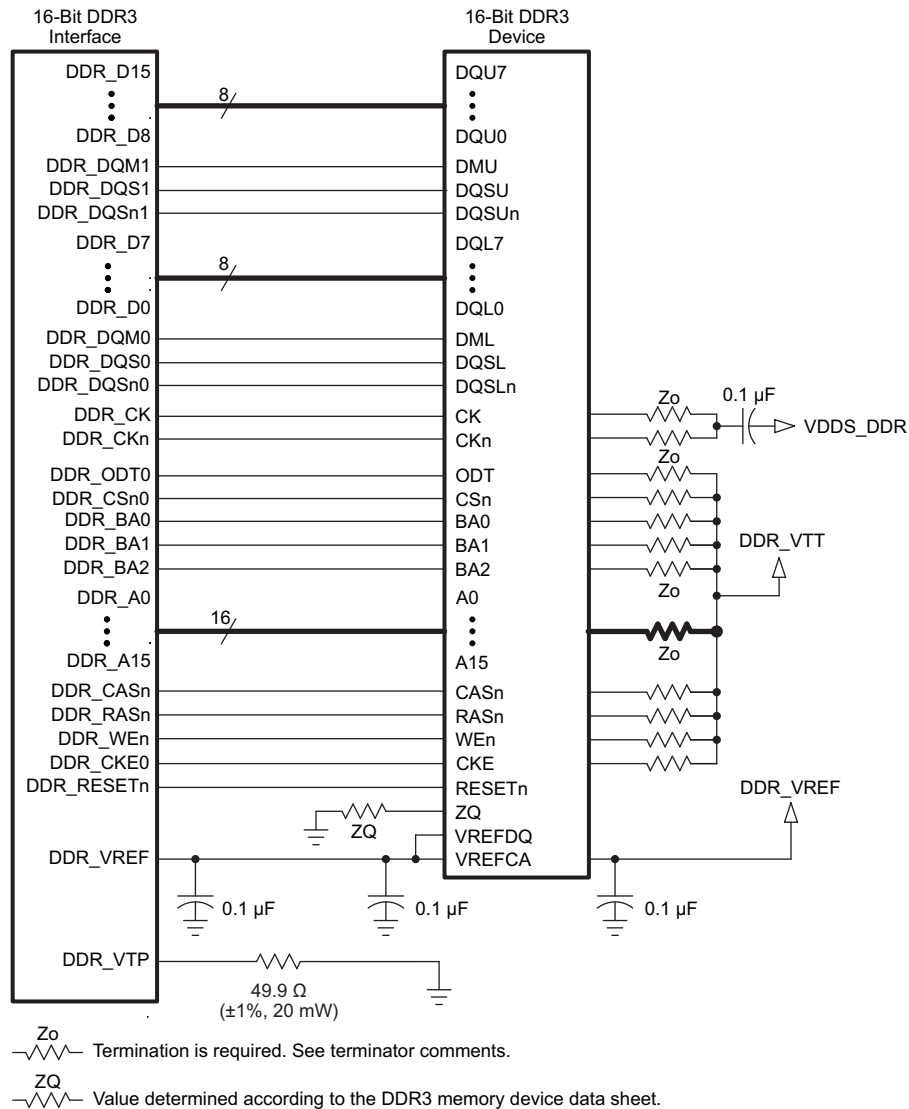 16-Bit DDR3
Interface
16-Bit DDR3
Device
DDR_D15
8
DQU7
DDR_D8
DQU0
DDR_DQM1
DMU
DDR_DQS1
DQSU
DDR_DQSn1
DQSUn
DDR_D7
8
DQL7
DDR_D0
DQL0
DDR_DQM0
DML
DDR_DQS0
DQSL
DDR_DQSn0
DQSLn
Zo
0.1 µF
DDR_CK
CK
VDDS_DDR
DDR_CKn
CKn
Zo
DDR_ODT0
ODT
DDR_CSn0
CSn
DDR_BA0
BA0
DDR_BA1
BA1
DDR_VTT
DDR_BA2
BA2
Zo
DDR_A0
A0
16
Zo
DDR_A15
A15
DDR_CASn
CASn
DDR_RASn
RASn
DDR_WEn
WEn
DDR_CKE0
CKE
DDR_RESETn
RESETn
DDR_VREF
ZQ
ZQ
VREFDQ
DDR_VREF
VREFCA
0.1 µF
0.1 µF
0.1 µF
DDR_VTP
49.9 Ω
(±1%, 20 mW)
Zo
Termination is required. See terminator comments.
ZQ
Value determined according to the DDR3 memory device data sheet.